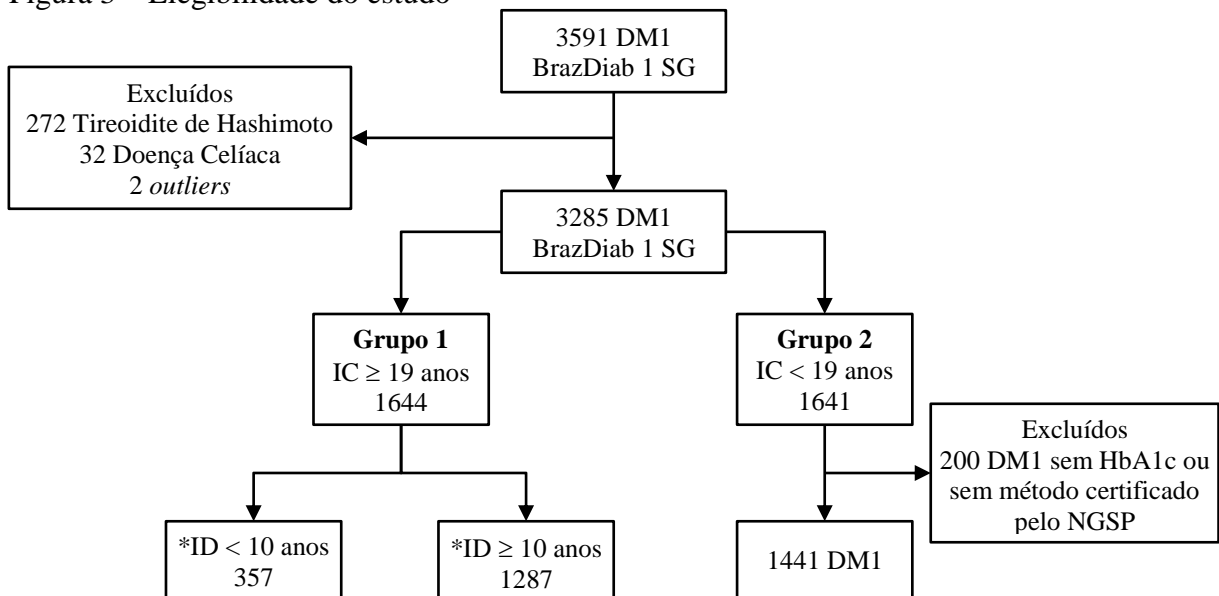 Figura 3 – Elegibilidade do estudo
3591 DM1
BrazDiab 1 SG
Excluídos
272 Tireoidite de Hashimoto
32 Doença Celíaca
2 outliers
3285 DM1
BrazDiab 1 SG
Grupo 1
IC ≥ 19 anos
1644
Grupo 2
IC < 19 anos
1641
Excluídos
200 DM1 sem HbA1c ou
sem método certificado
pelo NGSP
*ID < 10 anos
357
*ID ≥ 10 anos
1287
1441 DM1